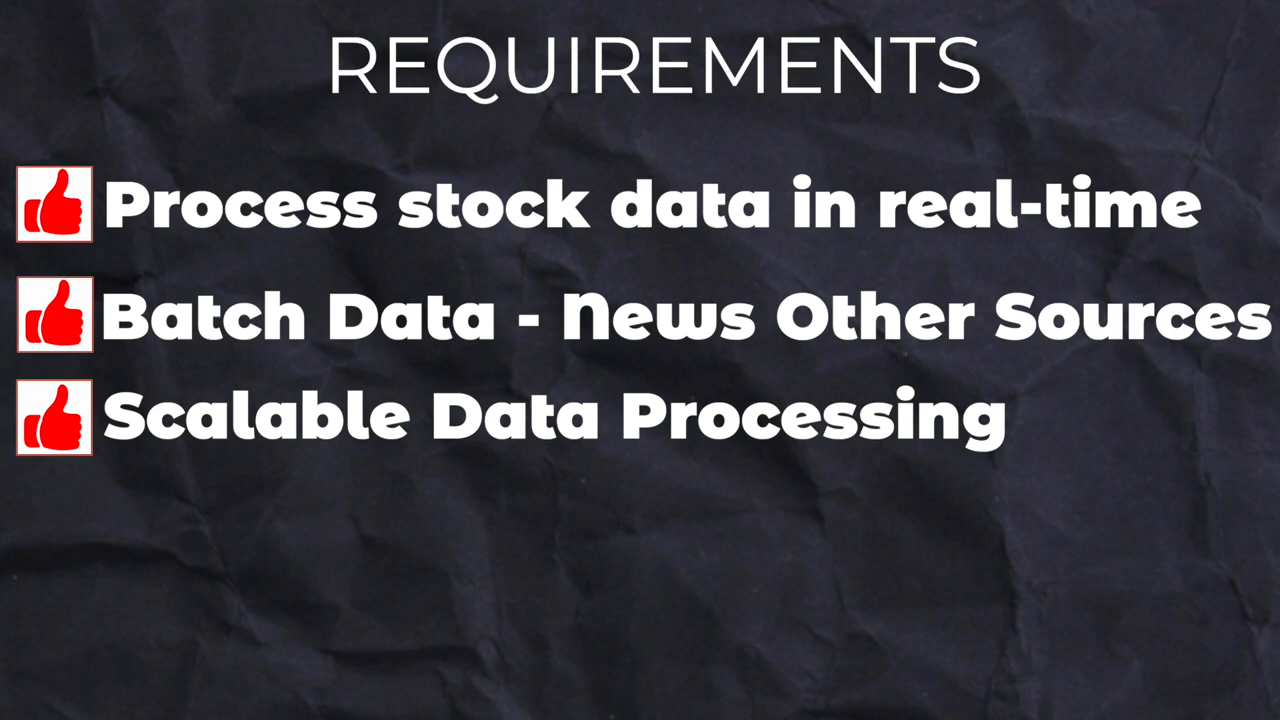 REQUIREMENTS
Process stock data in real-time
Batch Data - News Other Sources
Scalable Data Processing